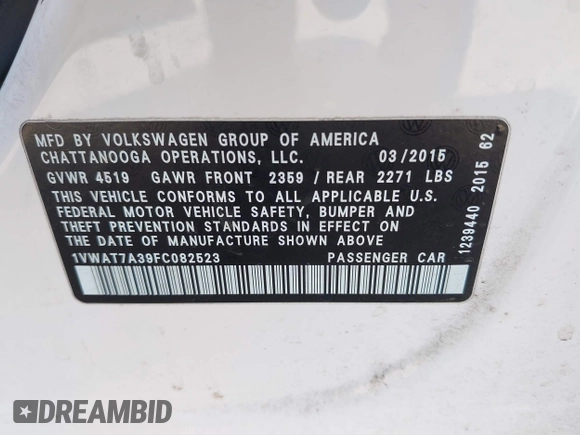 MFD BY VOLKSWAGEN GROUP OF AMERICA
CHATTANOOGA OPERATIONS, LLC. 03/2015
GVWR 4519 GAWR FRONT 2359 / REAR 2271 LBS
THIS VEHICLE CONFORMS TO ALL APPLICABLE U.S.
FEDERAL MOTOR VEHICLE SAFETY, BUMPER AND
THEFT PREVENTION STANDARDS IN EFFECT ON
THE DATE OF MANUFACTURE SHOWN ABOVE
1VWAT7A39FC082523 PASSENGER CAR
1239440 2015 62
DREAMBID